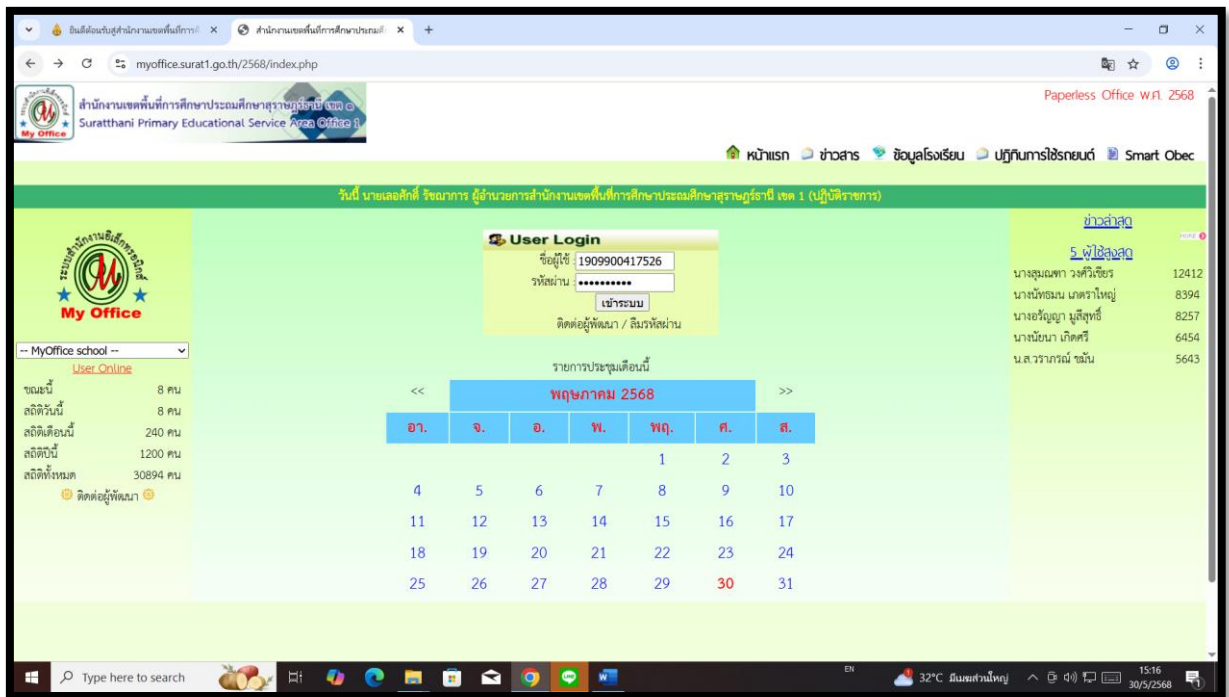 ยินดีต้อนรับสู่สำนักงานเขตพื้นที่การศึ
สำนักงานเขตพื้นที่การศึกษาประถมศึ
myoffice.surat1.go.th/2568/index.php
My Office
สำนักงานเขตพื้นที่การศึกษาประถมศึกษาสุราษฎร์ธานี เขต ๑
Suratthani Primary Educational Service Area Office 1
Paperless Office พ.ศ. 2568
หน้าแรก ข่าวสาร ข้อมูลโรงเรียน ปฏิทินการใช้รถยนต์ Smart Obec
วันนี้ นายเลอศักดิ์ รัชณาการ ผู้อำนวยการสำนักงานเขตพื้นที่การศึกษาประถมศึกษาสุราษฎร์ธานี เขต 1 (ปฏิบัติราชการ)
ระบบสำนักงานอิเล็กทรอนิกส์
My Office
-- MyOffice school --
User Online
ขณะนี้ 8 คน
สถิติวันนี้ 8 คน
สถิติเดือนนี้ 240 คน
สถิติปีนี้ 1200 คน
สถิติทั้งหมด 30894 คน
ติดต่อผู้พัฒนา
User Login
ชื่อผู้ใช้ : 1909900417526
รหัสผ่าน : ••••••••••
เข้าระบบ
ติดต่อผู้พัฒนา / ลืมรหัสผ่าน
รายการประชุมเดือนนี้
<< พฤษภาคม 2568 >>
อา. จ. อ. พ. พฤ. ศ. ส.
1 2 3
4 5 6 7 8 9 10
11 12 13 14 15 16 17
18 19 20 21 22 23 24
25 26 27 28 29 30 31
ข่าวล่าสุด
MORE
5 ผู้ใช้สูงสุด
นางสุมณฑา วงศ์วิเชียร 12412
นางนัทธมน เกตราใหญ่ 8394
นางอรัญญา มูลีสุทธิ์ 8257
นางนัยนา เกิดศรี 6454
น.ส.วราภรณ์ ขมัน 5643
Type here to search
EN
32°C มีแดดส่วนใหญ่
15:16
30/5/2568